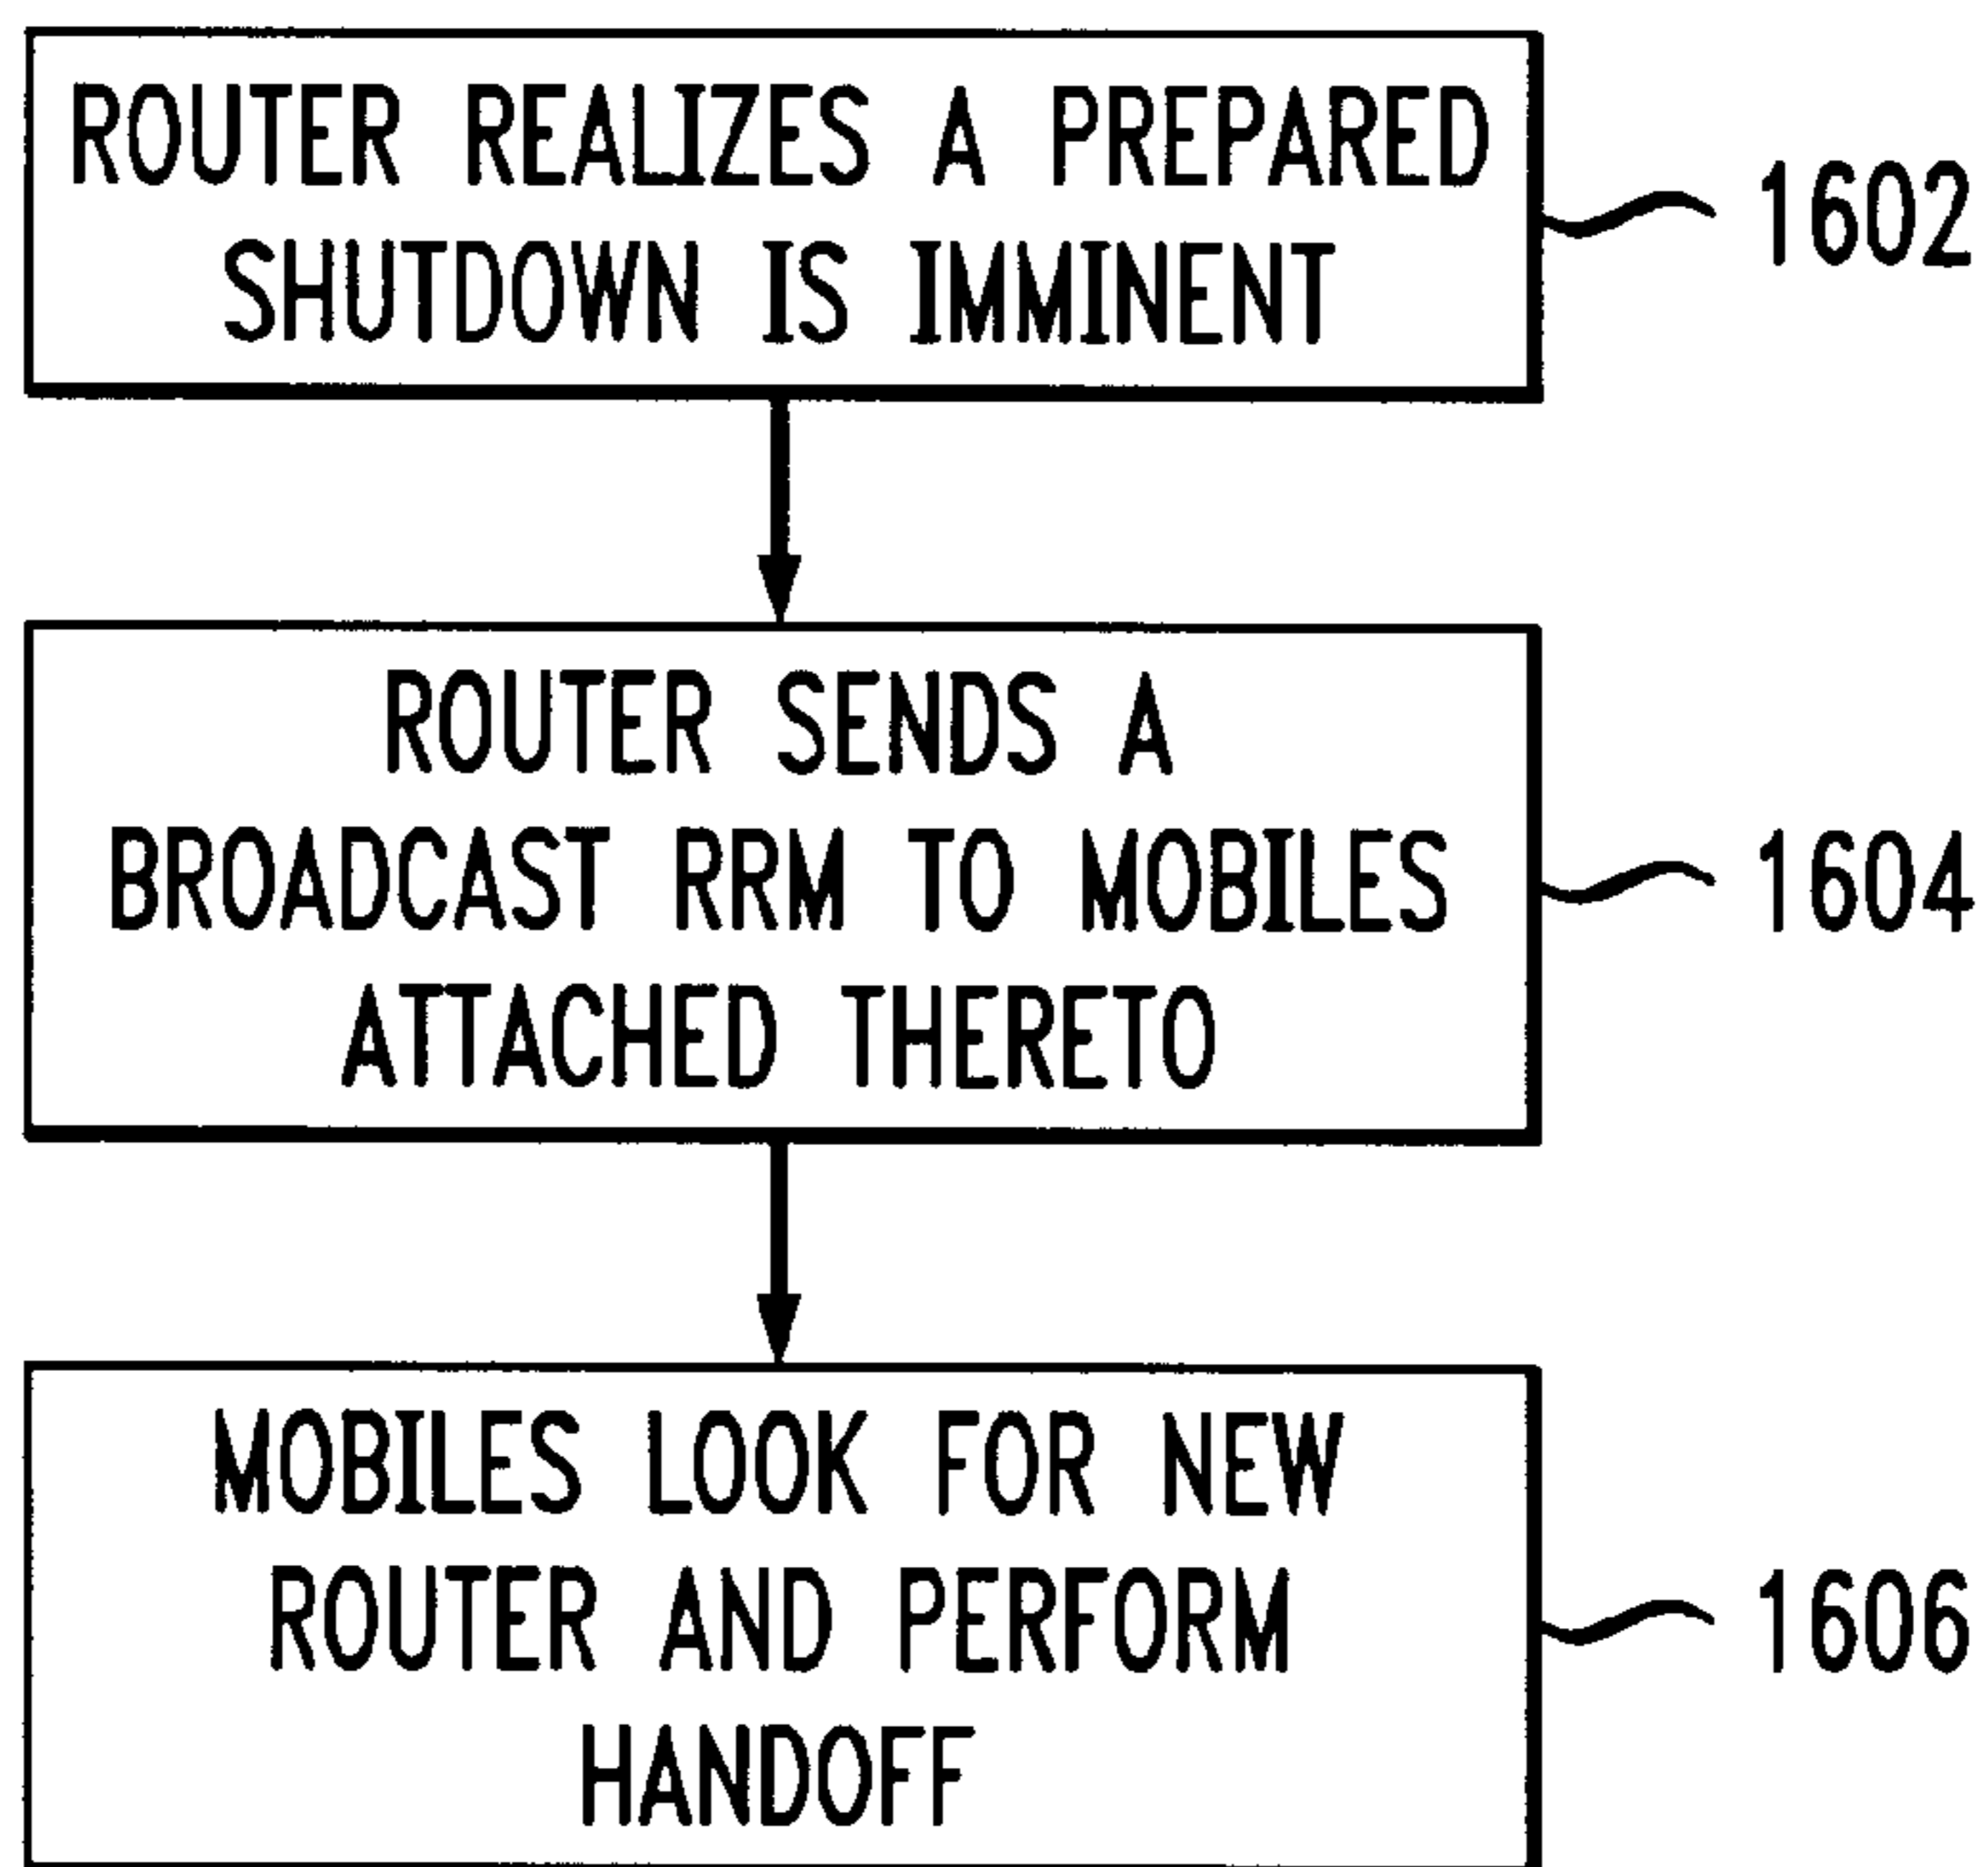 ROUTER REALIZES A PREPARED
SHUTDOWN IS IMMINENT
1602
ROUTER SENDS A
BROADCAST RRM TO MOBILES
ATTACHED THERETO
1604
MOBILES LOOK FOR NEW
ROUTER AND PERFORM
HANDOFF
1606